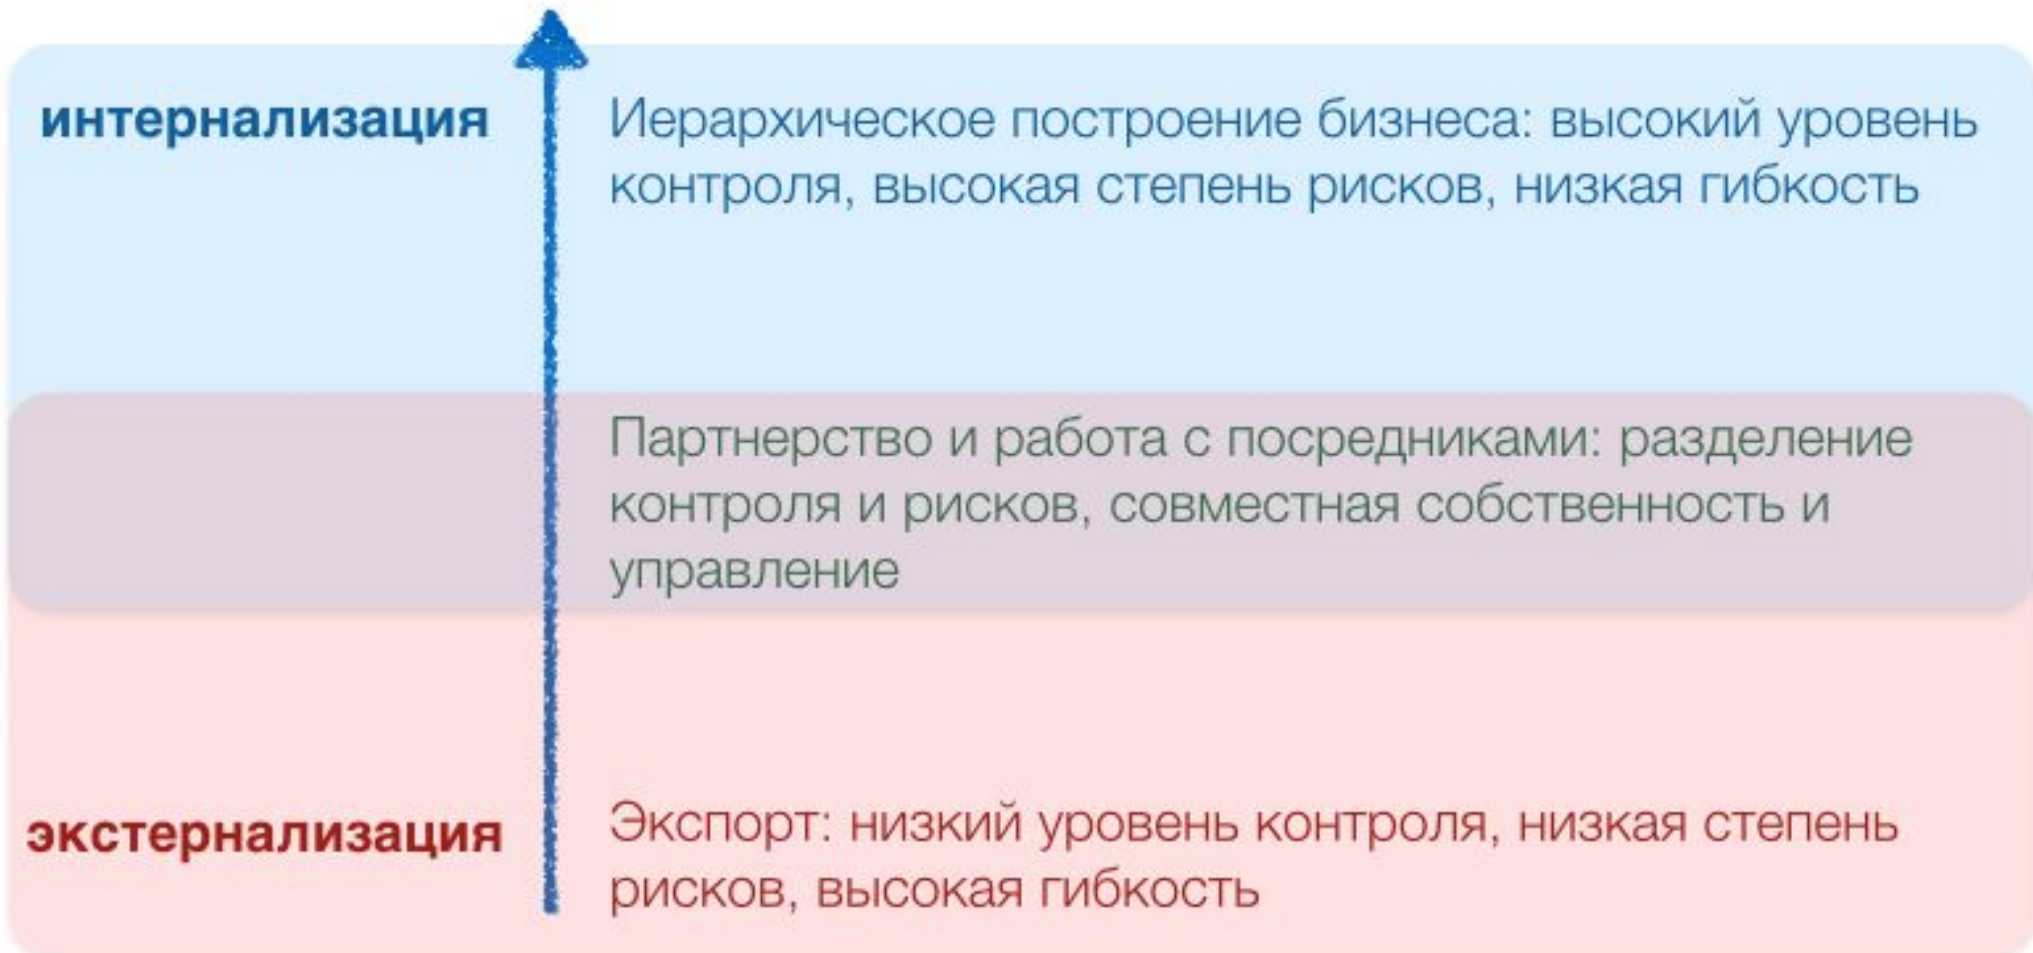 интернализация
Иерархическое построение бизнеса: высокий уровень
контроля, высокая степень рисков, низкая гибкость
Партнерство и работа с посредниками: разделение
контроля и рисков, совместная собственность и
управление
экстернализация
Экспорт: низкий уровень контроля, низкая степень
рисков, высокая гибкость